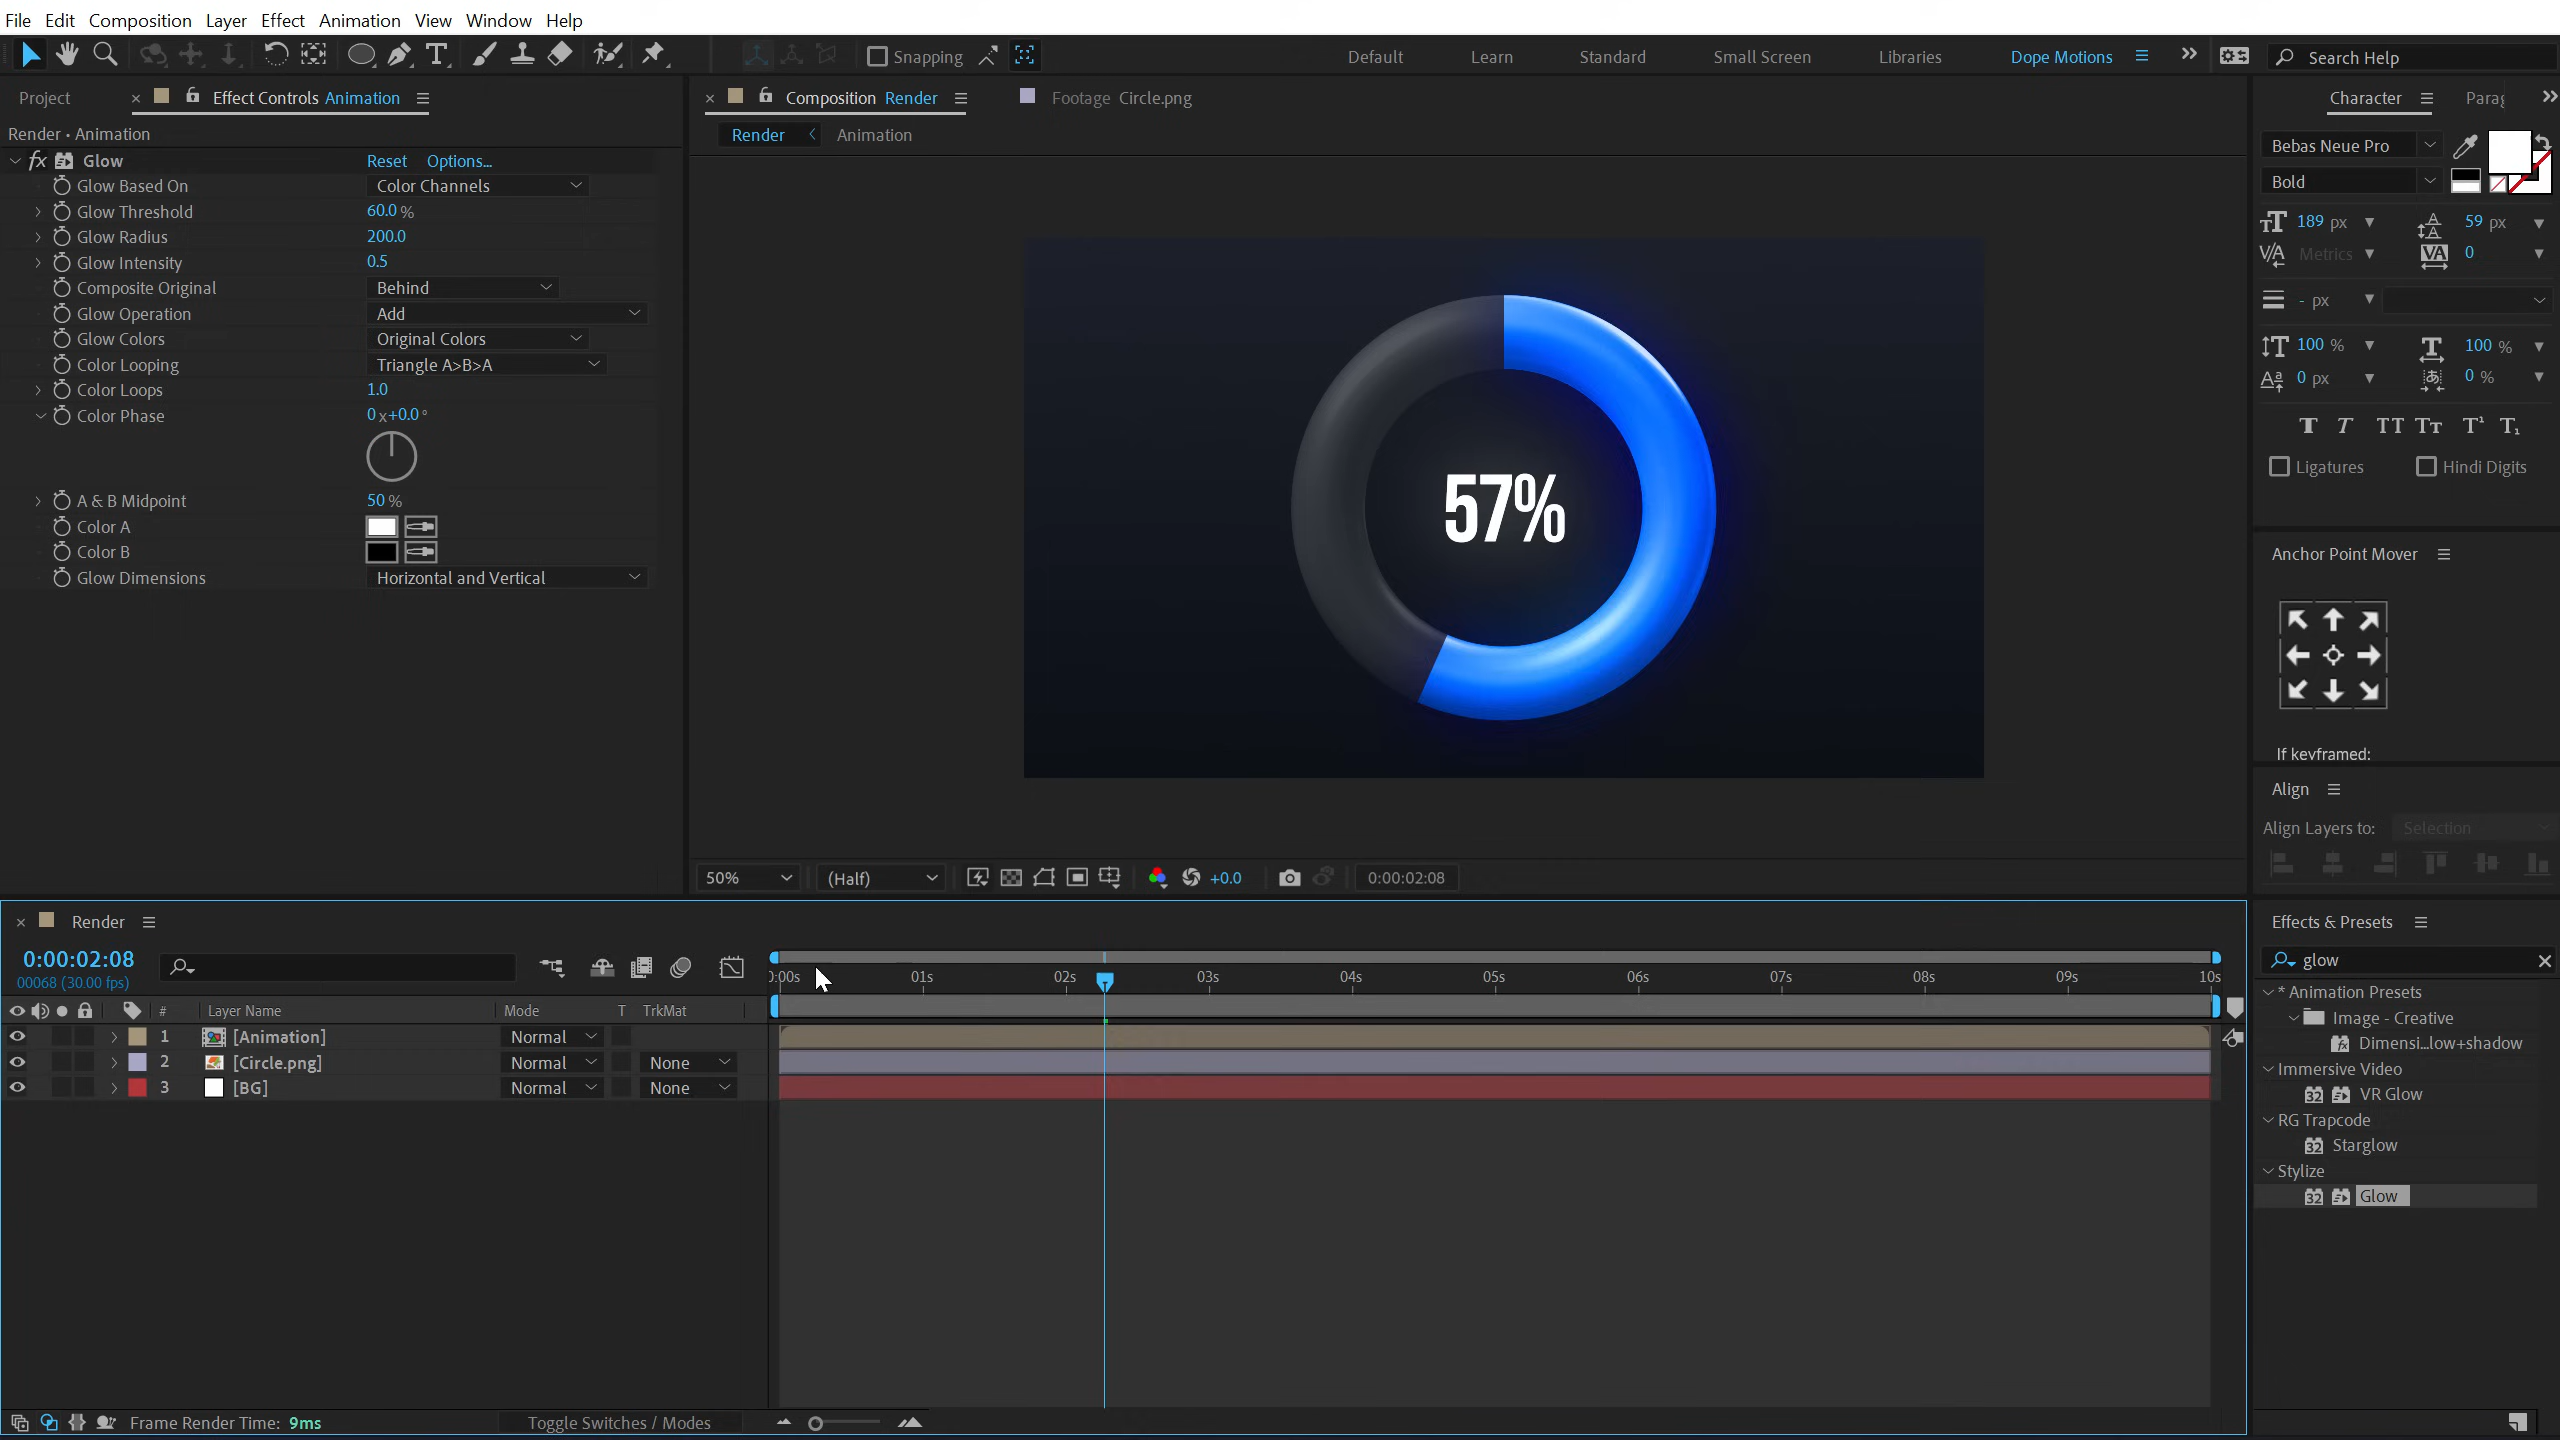 File Edit Composition Layer Effect Animation View Window Help
Snapping
Default Learn Standard Small Screen Libraries Dope Motions
Search Help
Project
Effect Controls Animation
Render • Animation
fx Glow Reset Options...
Glow Based On Color Channels
Glow Threshold 60.0 %
Glow Radius 200.0
Glow Intensity 0.5
Composite Original Behind
Glow Operation Add
Glow Colors Original Colors
Color Looping Triangle A>B>A
Color Loops 1.0
Color Phase 0 x+0.0 °
A & B Midpoint 50 %
Color A
Color B
Glow Dimensions Horizontal and Vertical
Composition Render
Footage Circle.png
Render Animation
57%
50% (Half) +0.0 0:00:02:08
Character Parag
Bebas Neue Pro
Bold
189 px 59 px
Metrics 0
- px
100 % 100 %
0 px 0 %
Ligatures Hindi Digits
Anchor Point Mover
If keyframed:
Align
Align Layers to: Selection
Render
0:00:02:08
00068 (30.00 fps)
0:00s 01s 02s 03s 04s 05s 06s 07s 08s 09s 10s
# Layer Name Mode T TrkMat
1 [Animation] Normal
2 [Circle.png] Normal None
3 [BG] Normal None
Frame Render Time: 9ms
Toggle Switches / Modes
Effects & Presets
glow
* Animation Presets
Image - Creative
Dimensi...low+shadow
Immersive Video
VR Glow
RG Trapcode
Starglow
Stylize
Glow